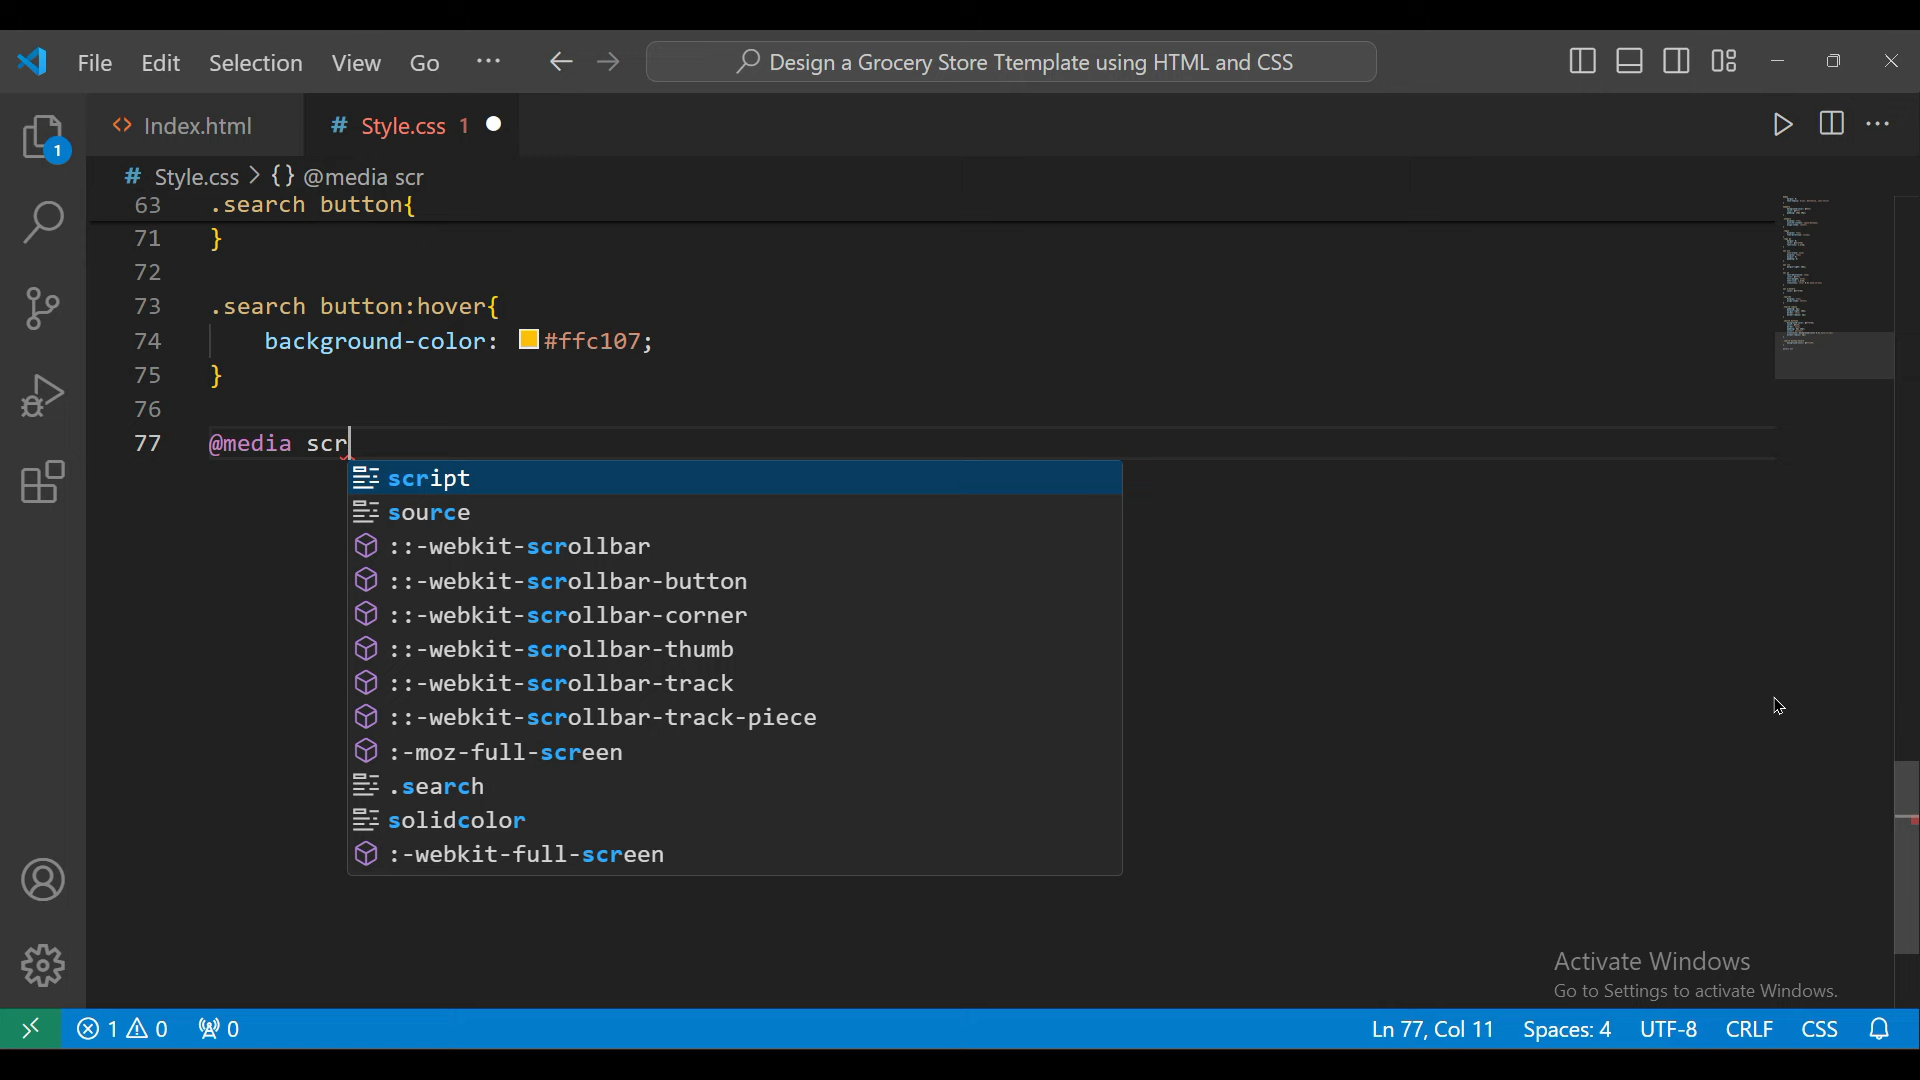 File Edit Selection View Go ··· Design a Grocery Store Ttemplate using HTML and CSS
1
<> Index.html # Style.css 1
# Style.css > {} @media scr
63 .search button{
71 }
72
73 .search button:hover{
74 background-color: #ffc107;
75 }
76
77 @media scr
script
source
::-webkit-scrollbar
::-webkit-scrollbar-button
::-webkit-scrollbar-corner
::-webkit-scrollbar-thumb
::-webkit-scrollbar-track
::-webkit-scrollbar-track-piece
:-moz-full-screen
.search
solidcolor
:-webkit-full-screen
Activate Windows
Go to Settings to activate Windows.
1 0 0 Ln 77, Col 11 Spaces: 4 UTF-8 CRLF CSS